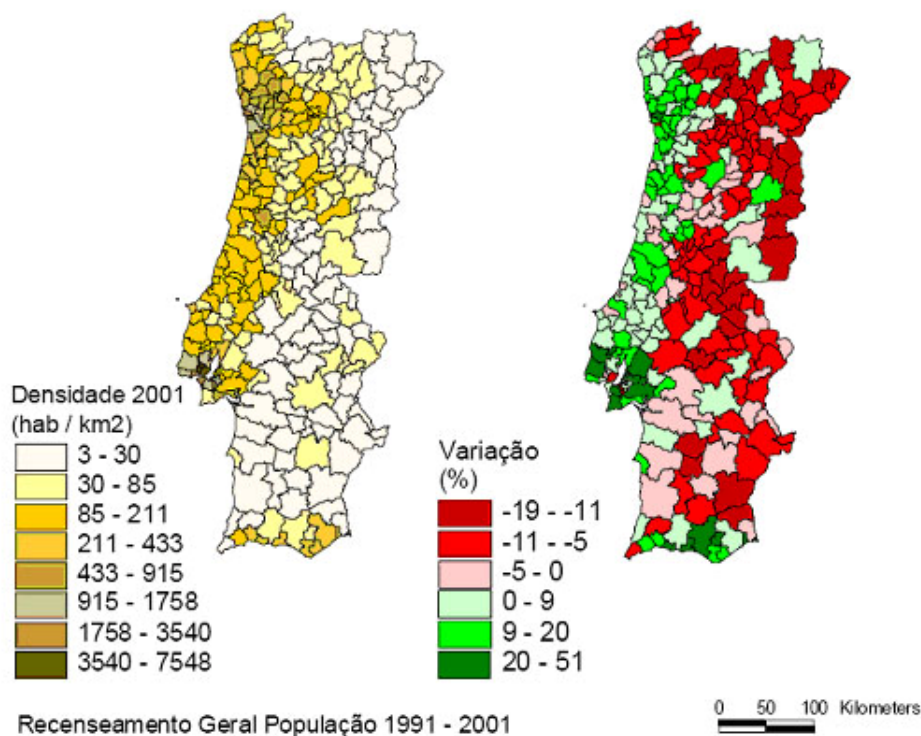 Densidade 2001
(hab / km2)
3 - 30
30 - 85
85 - 211
211 - 433
433 - 915
915 - 1758
1758 - 3540
3540 - 7548
Variação
(%)
-19 - -11
-11 - -5
-5 - 0
0 - 9
9 - 20
20 - 51
Recenseamento Geral População 1991 - 2001
0 50 100 Kilometers